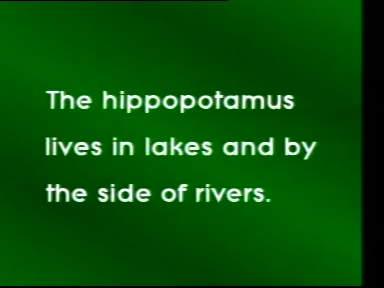 The hippopotamus
lives in lakes and by
the side of rivers.